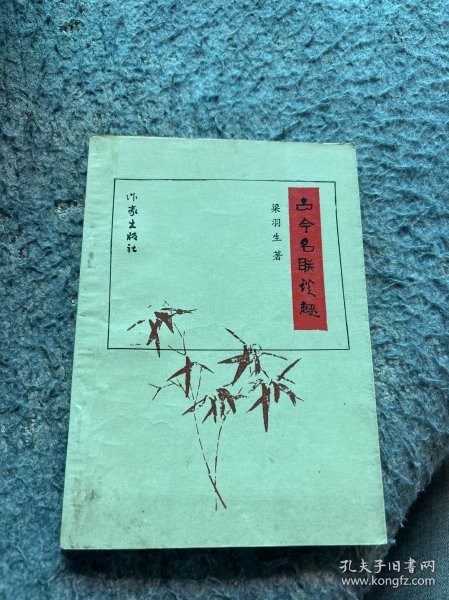 古今名联谈趣
梁羽生 著
作家出版社
孔夫子旧书网
www.kongfz.com